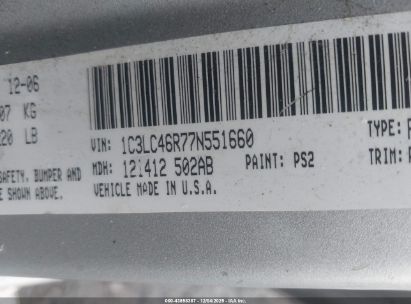 12-06
07 KG
020 LB
VIN: 1C3LC46R77N551660
MDH: 121412 502AB
PAINT: PS2
TYPE:
TRIM:
SAFETY, BUMPER AND
E SHOWN ABOVE.
VEHICLE MADE IN U.S.A.